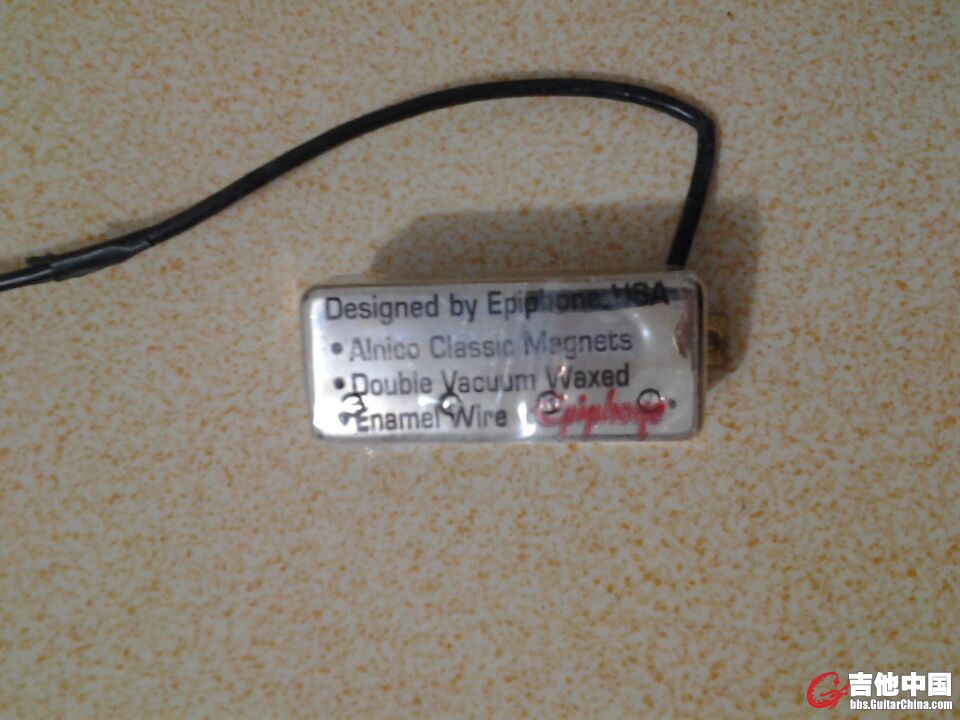 Designed by Epiphone USA
• Alnico Classic Magnets
• Double Vacuum Waxed
• Enamel Wire Epiphone
吉他中国
bbs.GuitarChina.com